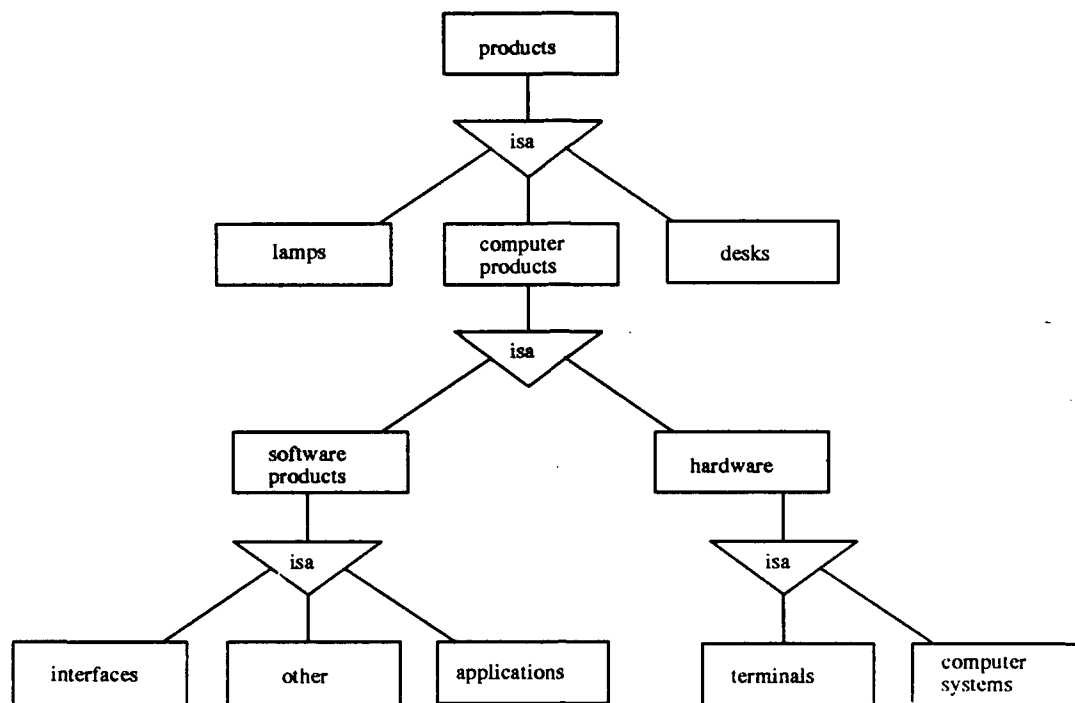 products
isa
lamps
computer
products
desks
isa
software
products
hardware
isa
isa
interfaces
other
applications
terminals
computer
systems